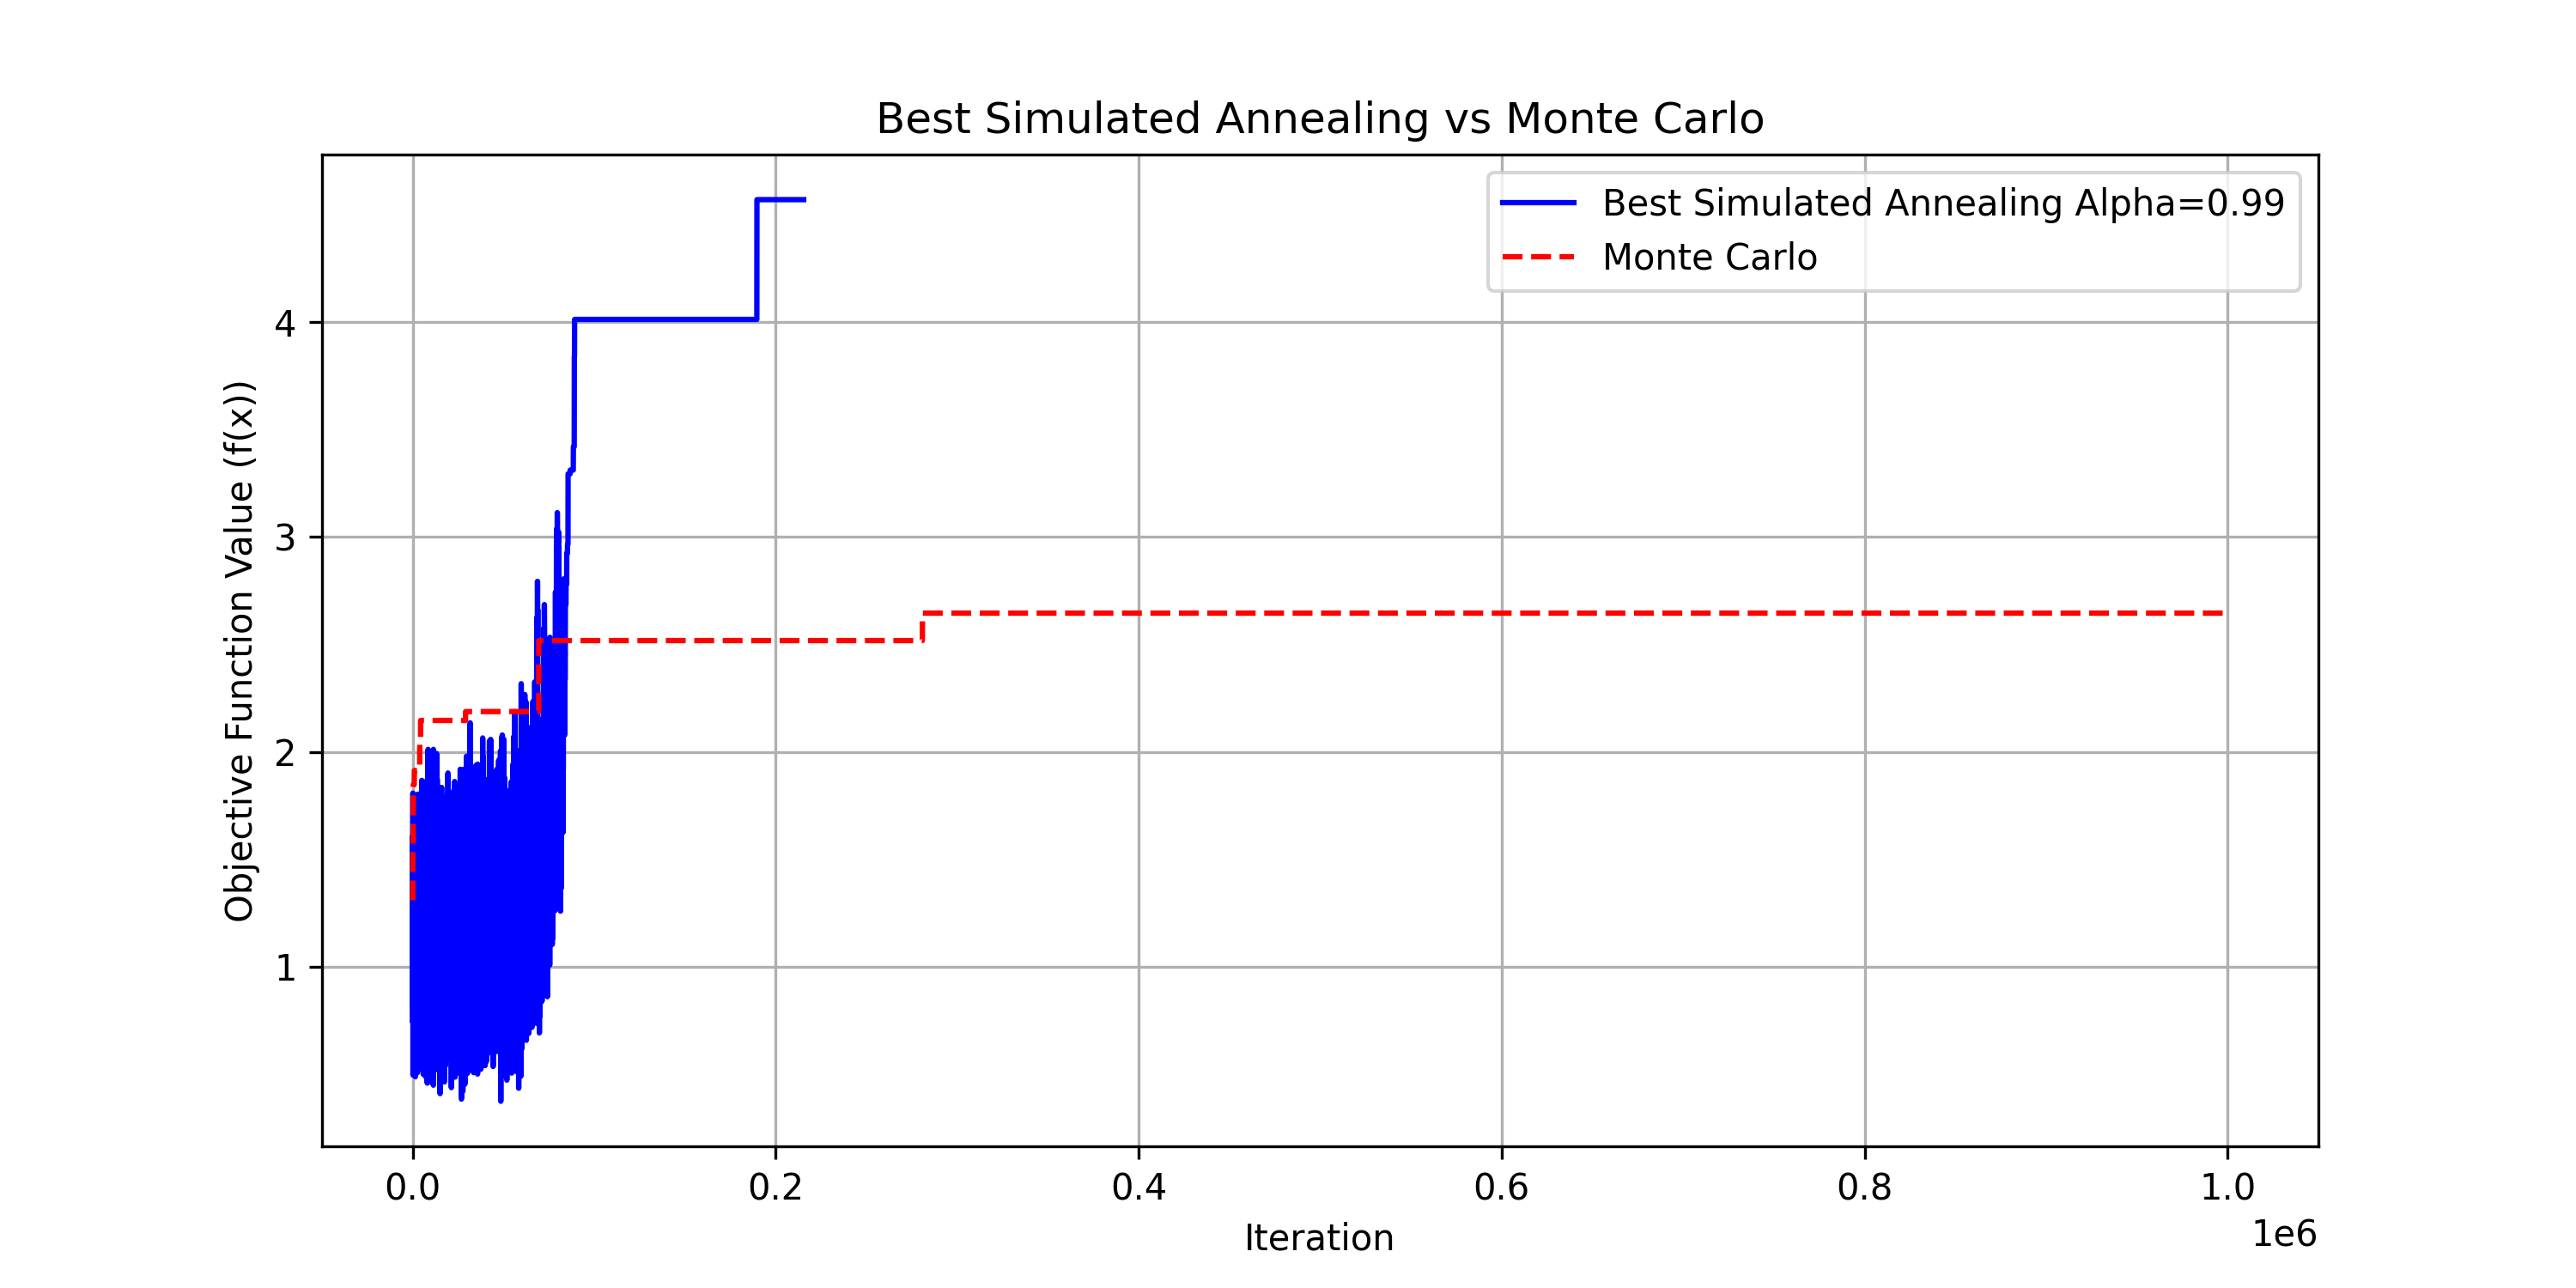 Best Simulated Annealing vs Monte Carlo
Best Simulated Annealing Alpha=0.99
Monte Carlo
Objective Function Value (f(x))
4
3
2
1
0.0 0.2 0.4 0.6 0.8 1.0
1e6
Iteration